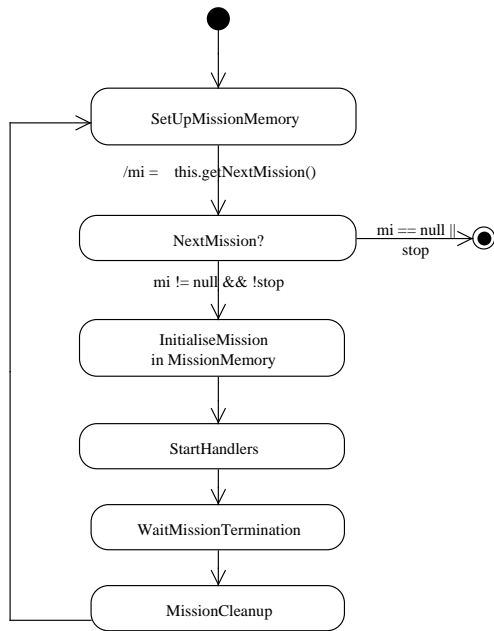 SetUpMissionMemory
/mi = this.getNextMission()
NextMission?
mi == null ||
stop
mi != null && !stop
InitialiseMission
in MissionMemory
StartHandlers
WaitMissionTermination
MissionCleanup